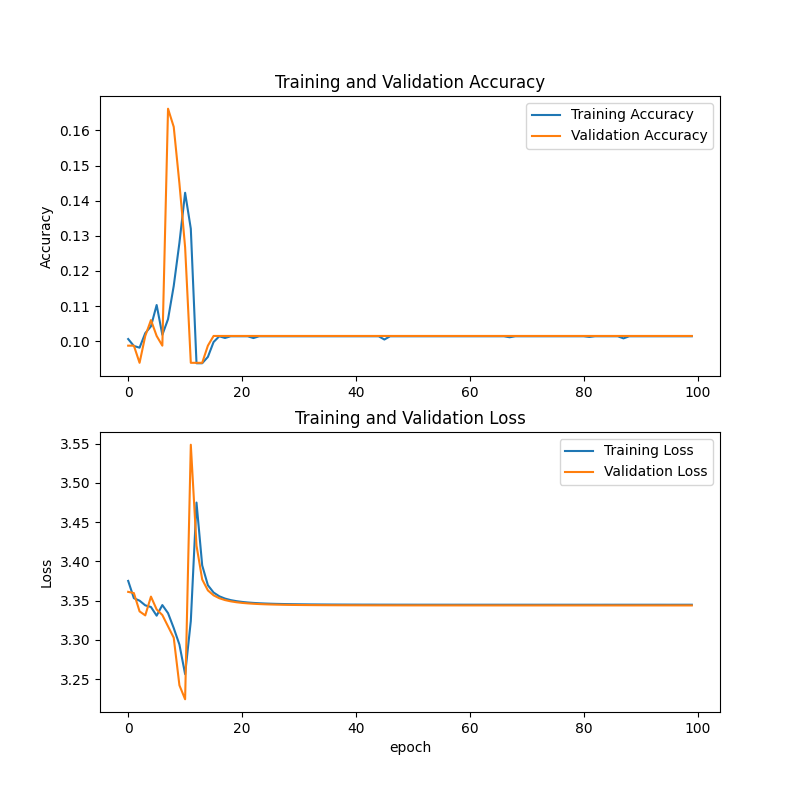 Training and Validation Accuracy
Accuracy
0.16
0.15
0.14
0.13
0.12
0.11
0.10
Training Accuracy
Validation Accuracy
0 20 40 60 80 100
Training and Validation Loss
Loss
3.55
3.50
3.45
3.40
3.35
3.30
3.25
Training Loss
Validation Loss
0 20 40 60 80 100
epoch